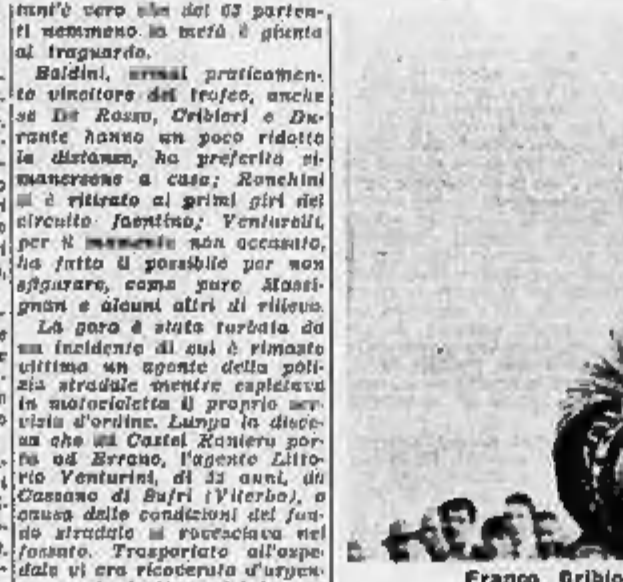 tant'è vero che dei 63 parten-
ti nemmeno la metà è giunta
al traguardo.
Baldini, ormai praticamen-
te vincitore del trofeo, anche
se De Rosso, Cribiori e Du-
rante hanno un poco ridotto
le distanze, ha preferito ri-
manersene a casa; Ronchini
si è ritirato ai primi giri del
circuito faentino; Venturelli,
per il momento non accasato,
ha fatto il possibile per non
sfigurare, come pure Massi-
gnan e alcuni altri di rilievo.
La gara è stata turbata da
un incidente di cui è rimasto
vittima un agente della poli-
zia stradale mentre espletava
in motocicletta il proprio ser-
vizio d'ordine. Lungo la disce-
sa che da Castel Raniero por-
ta ad Errano, l'agente Litto-
rio Venturini, di anni, da
Cassano di Sutri (Viterbo), a
causa delle condizioni del fon-
do stradale si rovesciava nel
fossato. Trasportato all'ospe-
dale vi era ricoverato d'urgen-
Franco Cribio